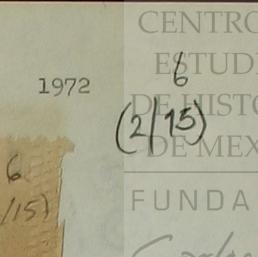 CENTRO
ESTUDI
DE HISTO
DE MEX
FUNDA
1972
6
(2/15)
6
/15)